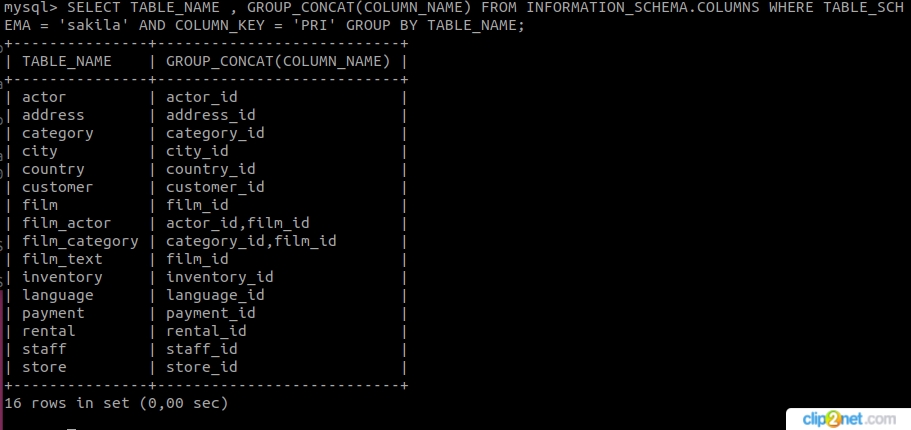 mysql> SELECT TABLE_NAME , GROUP_CONCAT(COLUMN_NAME) FROM INFORMATION_SCHEMA.COLUMNS WHERE TABLE_SCH
EMA = 'sakila' AND COLUMN_KEY = 'PRI' GROUP BY TABLE_NAME;
+---------------+---------------------------+
| TABLE_NAME    | GROUP_CONCAT(COLUMN_NAME) |
+---------------+---------------------------+
| actor         | actor_id                  |
| address       | address_id                |
| category      | category_id               |
| city          | city_id                   |
| country       | country_id                |
| customer      | customer_id               |
| film          | film_id                   |
| film_actor    | actor_id,film_id          |
| film_category | category_id,film_id       |
| film_text     | film_id                   |
| inventory     | inventory_id              |
| language      | language_id               |
| payment       | payment_id                |
| rental        | rental_id                 |
| staff         | staff_id                  |
| store         | store_id                  |
+---------------+---------------------------+
16 rows in set (0,00 sec)
clip2net.com